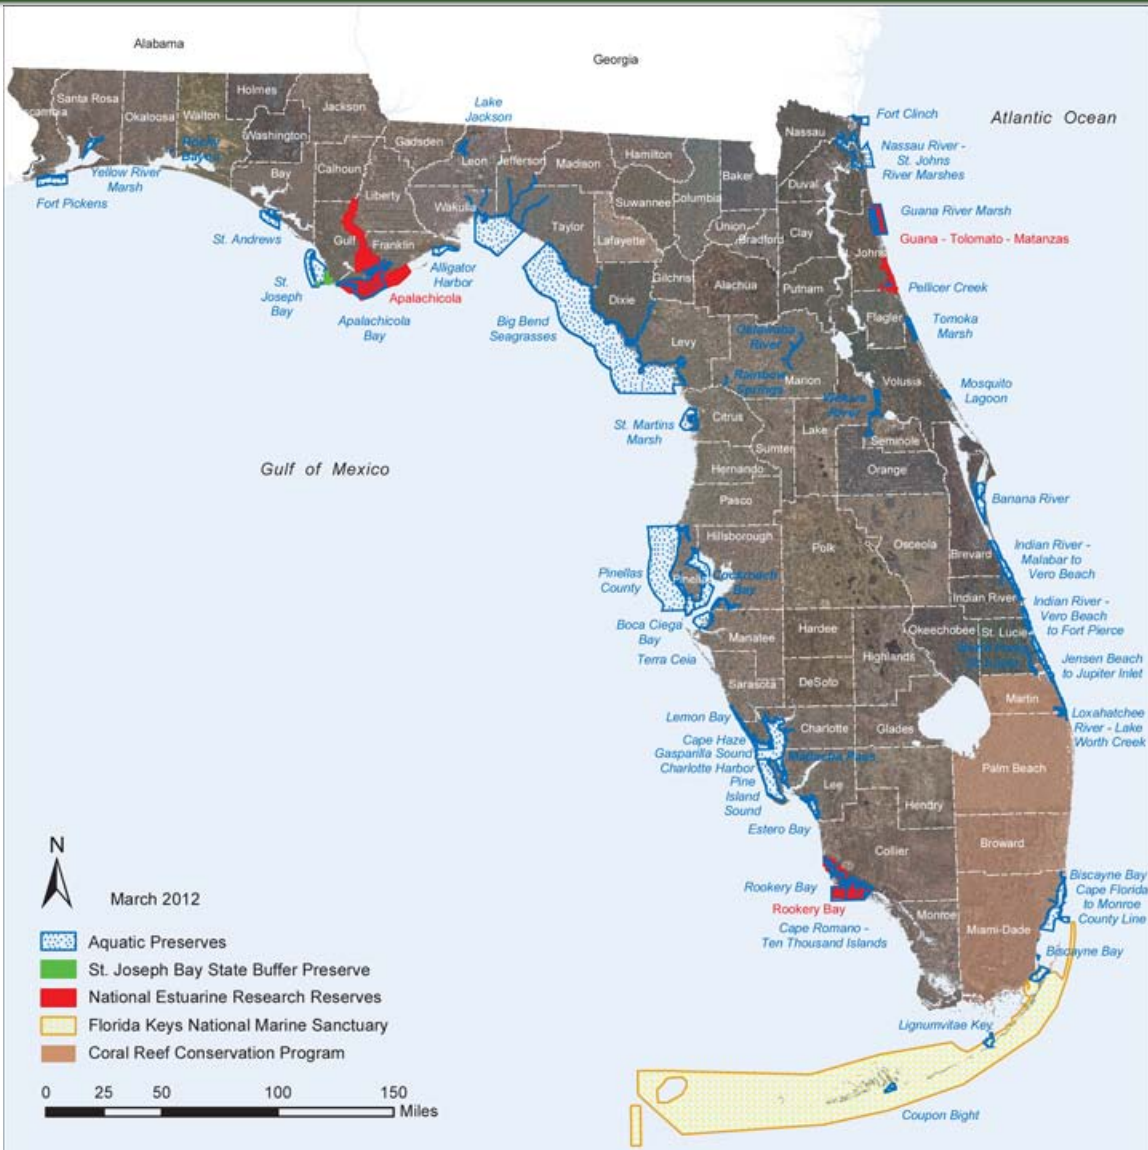 Alabama
Georgia
Atlantic Ocean
Gulf of Mexico
Santa Rosa
Okaloosa
Walton
Holmes
Washington
Jackson
Bay
Calhoun
Gadsden
Liberty
Gulf
Franklin
Leon
Wakulla
Jefferson
Madison
Taylor
Hamilton
Suwannee
Lafayette
Columbia
Baker
Union
Bradford
Nassau
Duval
Clay
Putnam
Flagler
Alachua
Gilchris
Dixie
Levy
Marion
Volusia
Citrus
Sumter
Lake
Seminole
Orange
Hernando
Pasco
Hillsborough
Polk
Osceola
Brevard
Indian River
Okeechobee
St. Lucie
Manatee
Hardee
Highlands
Sarasota
DeSoto
Charlotte
Glades
Martin
Palm Beach
Lee
Hendry
Broward
Collier
Monroe
Miami-Dade
Fort Pickens
Yellow River
Marsh
St. Andrews
St.
Joseph
Bay
Apalachicola
Apalachicola
Bay
Alligator
Harbor
Lake
Jackson
Big Bend
Seagrasses
St. Martins
Marsh
River
Rainbow
Springs
River
Fort Clinch
Nassau River -
St. Johns
River Marshes
Guana River Marsh
Guana - Tolomato - Matanzas
Pellicer Creek
Tomoka
Marsh
Mosquito
Lagoon
Banana River
Indian River -
Malabar to
Vero Beach
Indian River -
Vero Beach
to Fort Pierce
Jensen Beach
to Jupiter Inlet
Loxahatchee
River - Lake
Worth Creek
Pinellas
County
Bay
Boca Ciega
Bay
Terra Ceia
Lemon Bay
Cape Haze
Gasparilla Sound
Charlotte Harbor
Pine
Island
Sound
Estero Bay
Rookery Bay
Rookery Bay
Cape Romano -
Ten Thousand Islands
Biscayne Bay
Cape Florida
to Monroe
County Line
Biscayne Bay
Lignumvitae Key
Coupon Bight
N
March 2012
Aquatic Preserves
St. Joseph Bay State Buffer Preserve
National Estuarine Research Reserves
Florida Keys National Marine Sanctuary
Coral Reef Conservation Program
0 25 50 100 150
Miles